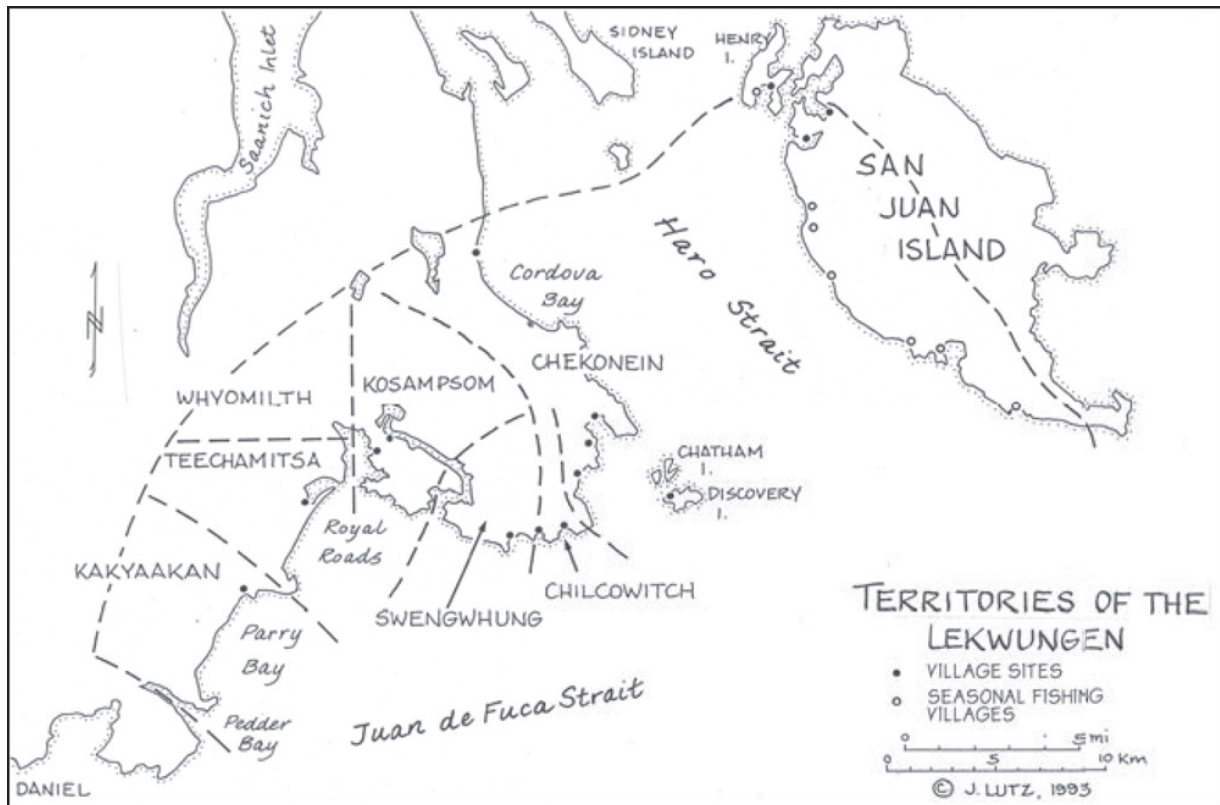 SIDNEY
ISLAND
HENRY
I.
Saanich Inlet
SAN
JUAN
ISLAND
Haro Strait
N
Cordova
Bay
CHEKONEIN
KOSAMPSOM
WHYOMILTH
TEECHAMITSA
CHATHAM
I.
DISCOVERY
I.
Royal
Roads
KAKYAAKAN
CHILCOWITCH
SWENGWHUNG
Parry
Bay
Pedder
Bay
Juan de Fuca Strait
DANIEL
TERRITORIES OF THE
LEKWUNGEN
VILLAGE SITES
SEASONAL FISHING
VILLAGES
0 5 mi
0 5 10 Km
© J. LUTZ, 1993